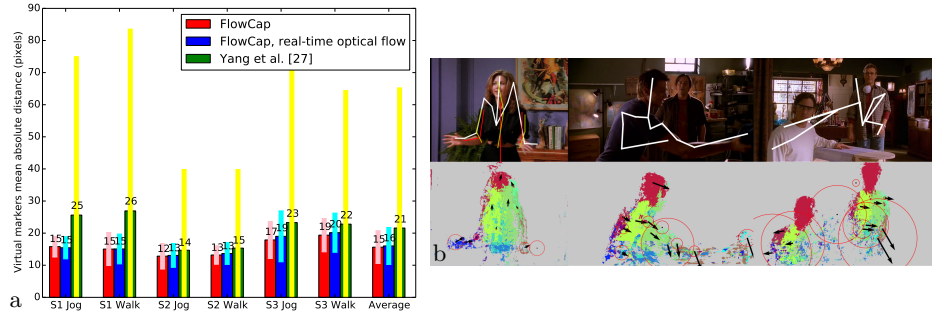 Virtual markers mean absolute distance (pixels)
90
80
70
60
50
40
30
20
10
0
FlowCap
FlowCap, real-time optical flow
Yang et al. [27]
15 15 25
15 15 26
12 13 14
13 13 15
17 19 23
19 20 22
15 16 21
S1 Jog S1 Walk S2 Jog S2 Walk S3 Jog S3 Walk Average
a
b